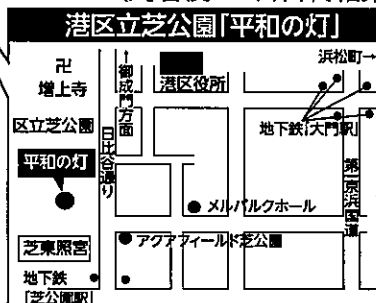 港区立芝公園「平和の灯」
卍
増上寺
←御成門方面
港区役所
浜松町→
区立芝公園
日比谷通り
地下鉄「大門駅」
平和の灯
第一京浜国道
メルパルクホール
芝東照宮
アクアフィールド芝公園
地下鉄
「芝公園駅」